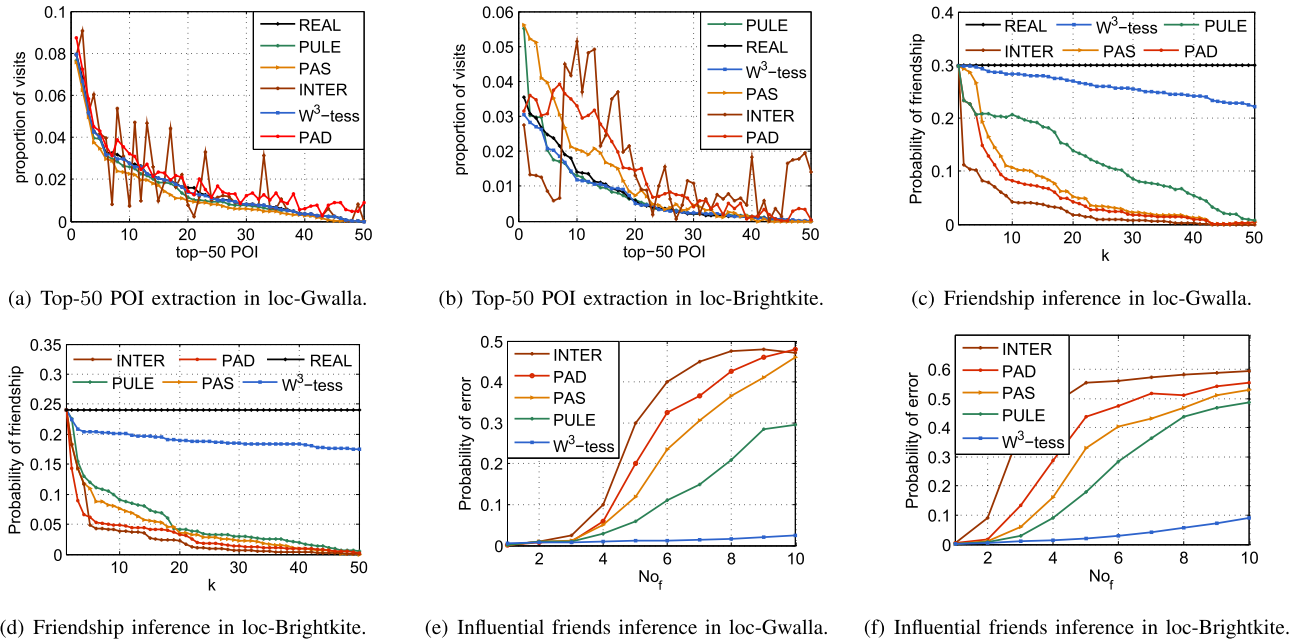 0.1
0.08
0.06
0.04
0.02
0
0 10 20 30 40 50
proportion of visits
top−50 POI
REAL
PULE
PAS
INTER
W³−tess
PAD
(a) Top-50 POI extraction in loc-Gwalla.
0.06
0.05
0.04
0.03
0.02
0.01
0
0 10 20 30 40 50
proportion of visits
top−50 POI
PULE
REAL
W³−tess
PAS
INTER
PAD
(b) Top-50 POI extraction in loc-Brightkite.
0.4
0.3
0.2
0.1
0
10 20 30 40 50
Probability of friendship
k
REAL W³−tess PULE
INTER PAS PAD
(c) Friendship inference in loc-Gwalla.
0.35
0.3
0.24
0.2
0.15
0.1
0.05
0
10 20 30 40 50
Probability of friendship
k
INTER PAD REAL
PULE PAS W³−tess
(d) Friendship inference in loc-Brightkite.
0.5
0.4
0.3
0.2
0.1
0
2 4 6 8 10
Probability of error
No_f
INTER
PAD
PAS
PULE
W³−tess
(e) Influential friends inference in loc-Gwalla.
0.6
0.5
0.4
0.3
0.2
0.1
0
2 4 6 8 10
Probability of error
No_f
INTER
PAD
PAS
PULE
W³−tess
(f) Influential friends inference in loc-Brightkite.